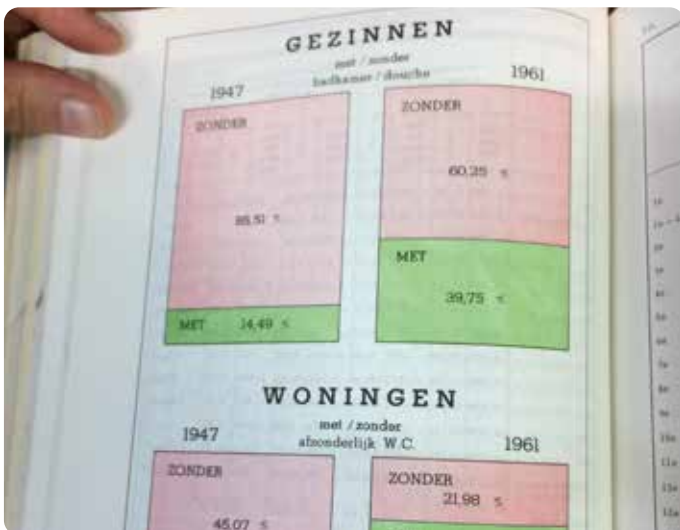 GEZINNEN
met / zonder
badkamer / douche
1947
1961
ZONDER
85,51 %
MET 14,49 %
ZONDER
60,25 %
MET
39,75 %
WONINGEN
met / zonder
afzonderlijk W.C.
1947
1961
ZONDER
45,07 %
ZONDER
21,98 %